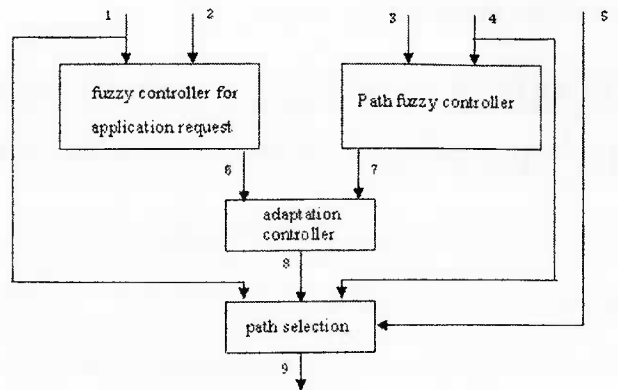 1 2 3 4 5
fuzzy controller for
application request
Path fuzzy controller
6 7
adaptation
controller
8
path selection
9